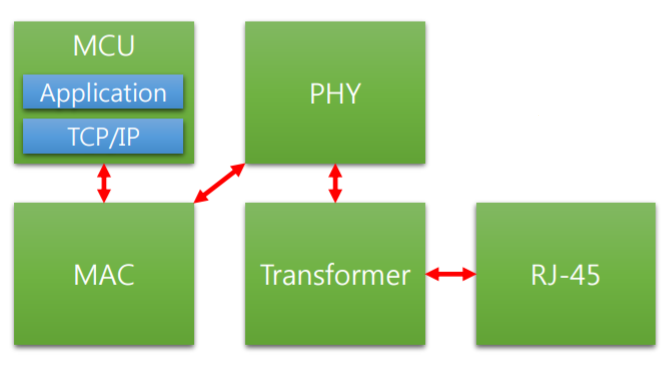 MCU
Application
TCP/IP
PHY
MAC
Transformer
RJ-45